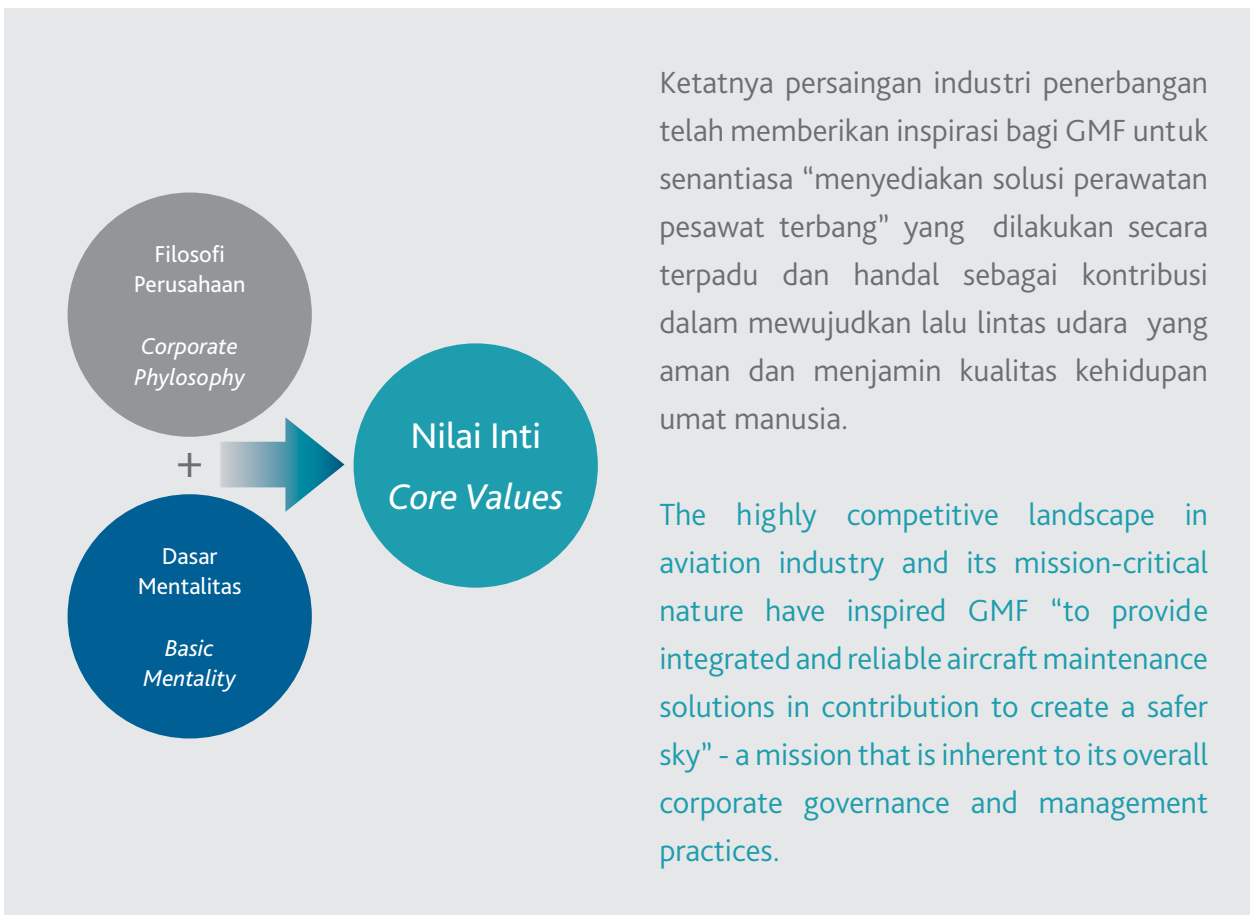 Filosofi
Perusahaan
Corporate
Phylosophy
+
Dasar
Mentalitas
Basic
Mentality
Nilai Inti
Core Values
Ketatnya persaingan industri penerbangan
telah memberikan inspirasi bagi GMF untuk
senantiasa “menyediakan solusi perawatan
pesawat terbang” yang dilakukan secara
terpadu dan handal sebagai kontribusi
dalam mewujudkan lalu lintas udara yang
aman dan menjamin kualitas kehidupan
umat manusia.
The highly competitive landscape in
aviation industry and its mission-critical
nature have inspired GMF “to provide
integrated and reliable aircraft maintenance
solutions in contribution to create a safer
sky” - a mission that is inherent to its overall
corporate governance and management
practices.